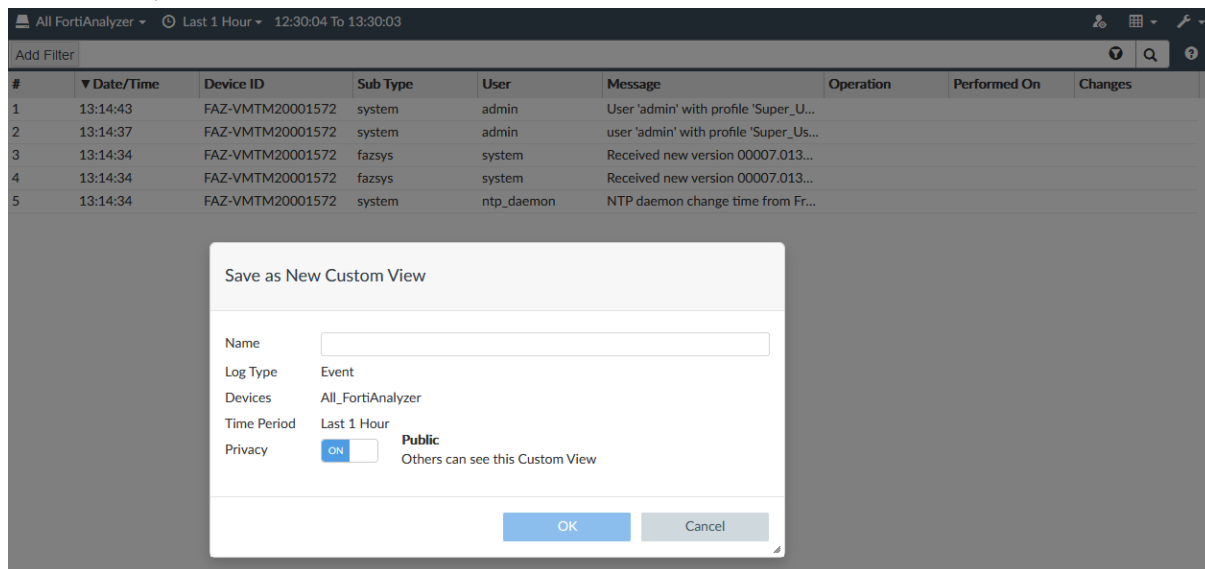 All FortiAnalyzer Last 1 Hour 12:30:04 To 13:30:03
Add Filter
# Date/Time Device ID Sub Type User Message Operation Performed On Changes
1 13:14:43 FAZ-VMTM20001572 system admin User 'admin' with profile 'Super_U...
2 13:14:37 FAZ-VMTM20001572 system admin user 'admin' with profile 'Super_Us...
3 13:14:34 FAZ-VMTM20001572 fazsys system Received new version 00007.013...
4 13:14:34 FAZ-VMTM20001572 fazsys system Received new version 00007.013...
5 13:14:34 FAZ-VMTM20001572 system ntp_daemon NTP daemon change time from Fr...
Save as New Custom View
Name
Log Type Event
Devices All_FortiAnalyzer
Time Period Last 1 Hour
Privacy ON Public
Others can see this Custom View
OK Cancel